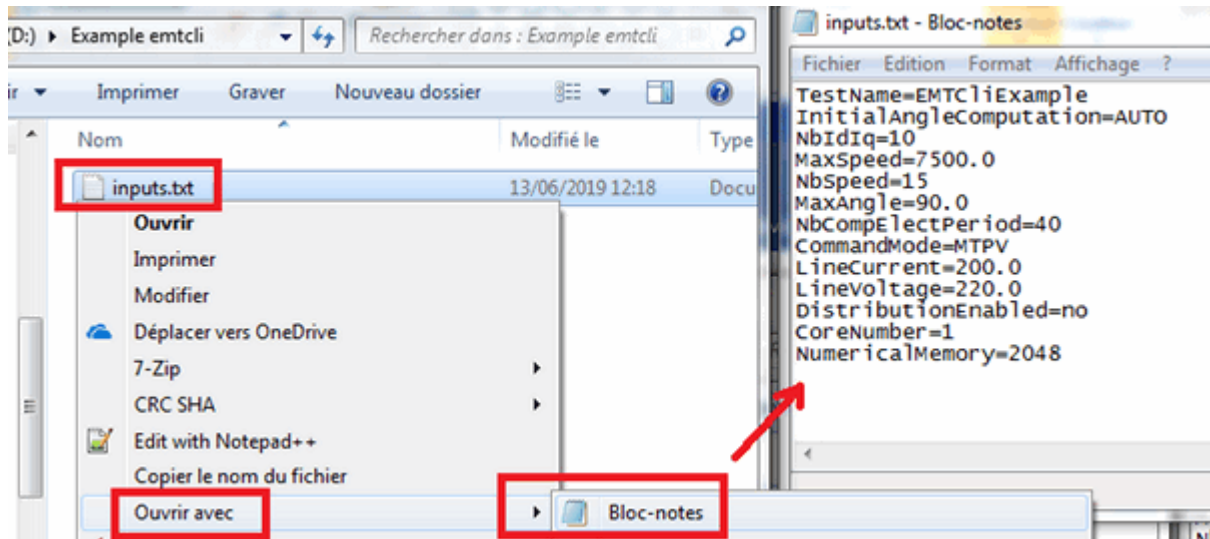 (D:) ▸ Example emtcli
Rechercher dans : Example emtcli
Imprimer Graver Nouveau dossier
Nom Modifié le Type
inputs.txt 13/06/2019 12:18 Docu
Ouvrir
Imprimer
Modifier
Déplacer vers OneDrive
7-Zip
CRC SHA
Edit with Notepad++
Copier le nom du fichier
Ouvrir avec
Bloc-notes
inputs.txt - Bloc-notes
Fichier Edition Format Affichage ?
TestName=EMTCliExample
InitialAngleComputation=AUTO
NbIdIq=10
MaxSpeed=7500.0
NbSpeed=15
MaxAngle=90.0
NbCompElectPeriod=40
CommandMode=MTPV
LineCurrent=200.0
LineVoltage=220.0
DistributionEnabled=no
CoreNumber=1
NumericalMemory=2048